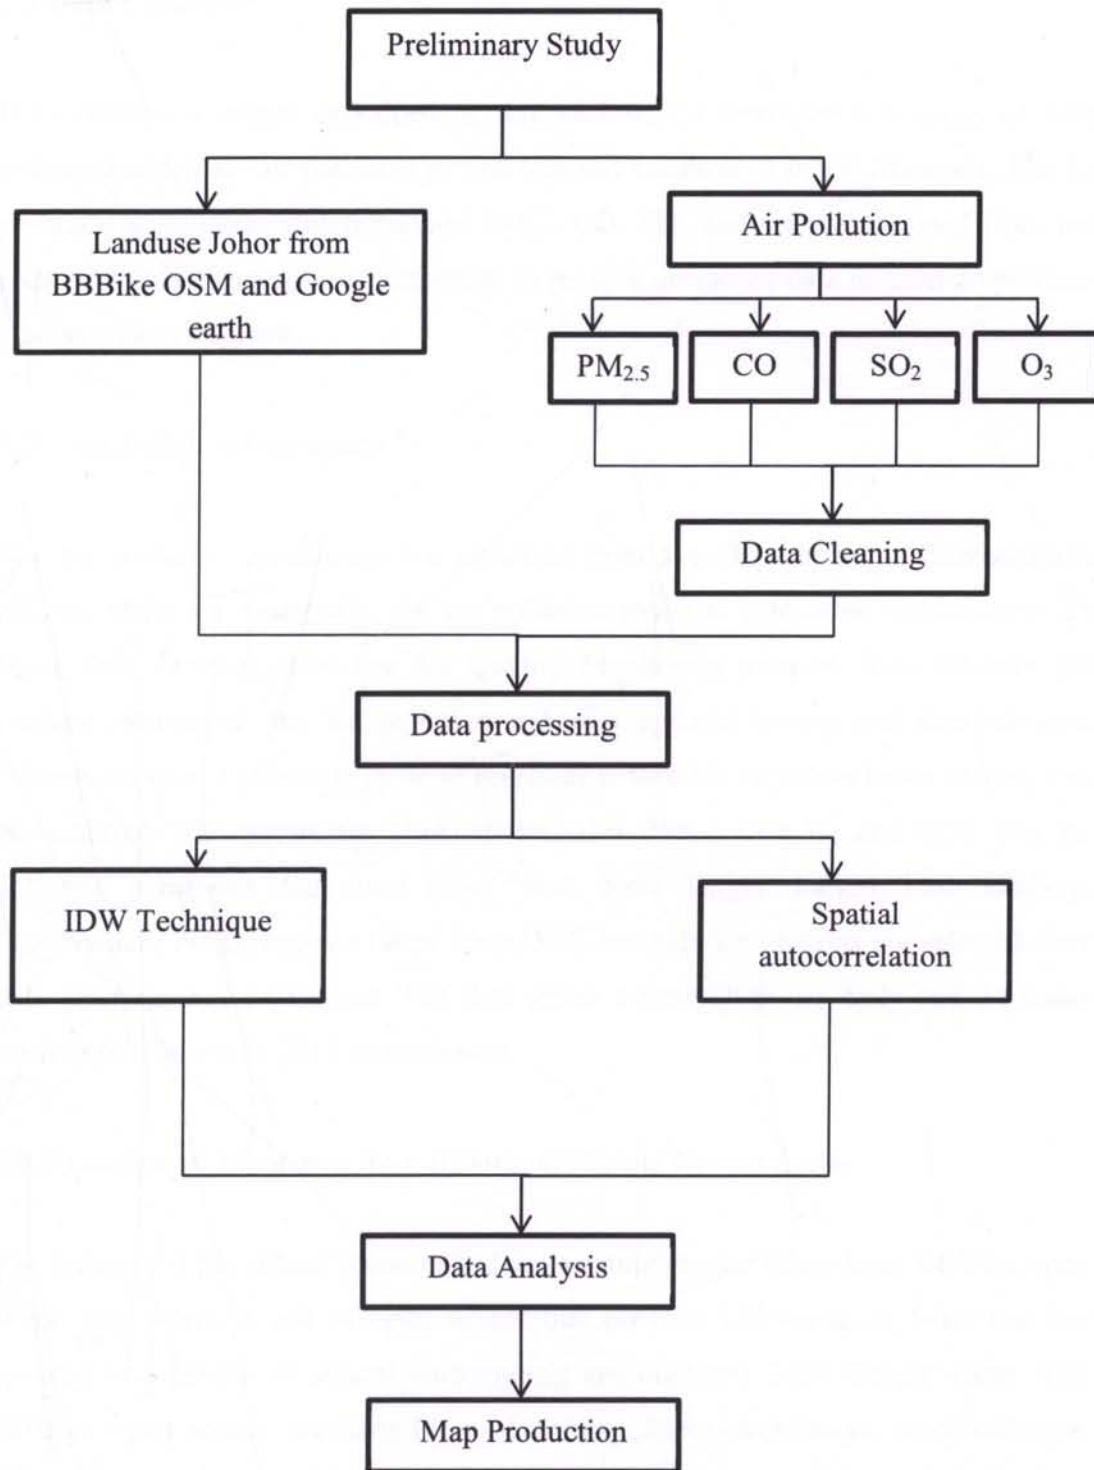 Preliminary Study
Landuse Johor from
BBBike OSM and Google
earth
Air Pollution
PM2.5
CO
SO2
O3
Data Cleaning
Data processing
IDW Technique
Spatial
autocorrelation
Data Analysis
Map Production